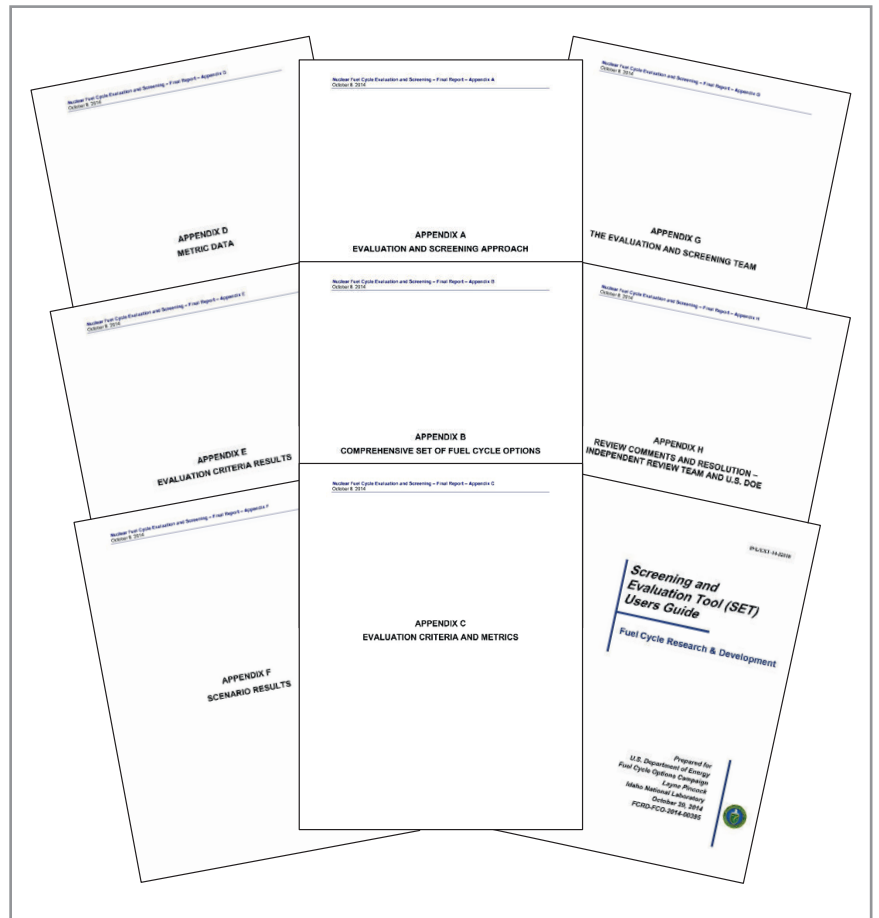 Nuclear Fuel Cycle Evaluation and Screening – Final Report – Appendix D
October 8, 2014
APPENDIX D
METRIC DATA
Nuclear Fuel Cycle Evaluation and Screening – Final Report – Appendix E
October 8, 2014
APPENDIX E
EVALUATION CRITERIA RESULTS
Nuclear Fuel Cycle Evaluation and Screening – Final Report – Appendix F
October 8, 2014
APPENDIX F
SCENARIO RESULTS
Nuclear Fuel Cycle Evaluation and Screening – Final Report – Appendix A
October 8, 2014
APPENDIX A
EVALUATION AND SCREENING APPROACH
Nuclear Fuel Cycle Evaluation and Screening – Final Report – Appendix B
October 8, 2014
APPENDIX B
COMPREHENSIVE SET OF FUEL CYCLE OPTIONS
Nuclear Fuel Cycle Evaluation and Screening – Final Report – Appendix C
October 8, 2014
APPENDIX C
EVALUATION CRITERIA AND METRICS
Nuclear Fuel Cycle Evaluation and Screening – Final Report – Appendix G
October 8, 2014
APPENDIX G
THE EVALUATION AND SCREENING TEAM
Nuclear Fuel Cycle Evaluation and Screening – Final Report – Appendix H
October 8, 2014
APPENDIX H
REVIEW COMMENTS AND RESOLUTION –
INDEPENDENT REVIEW TEAM AND U.S. DOE
Screening and
Evaluation Tool (SET)
Users Guide
Fuel Cycle Research & Development
Prepared for
U.S. Department of Energy
Fuel Cycle Options Campaign
Layne Pincock
Idaho National Laboratory
October 20, 2014
FCRD-FCO-2014-000385